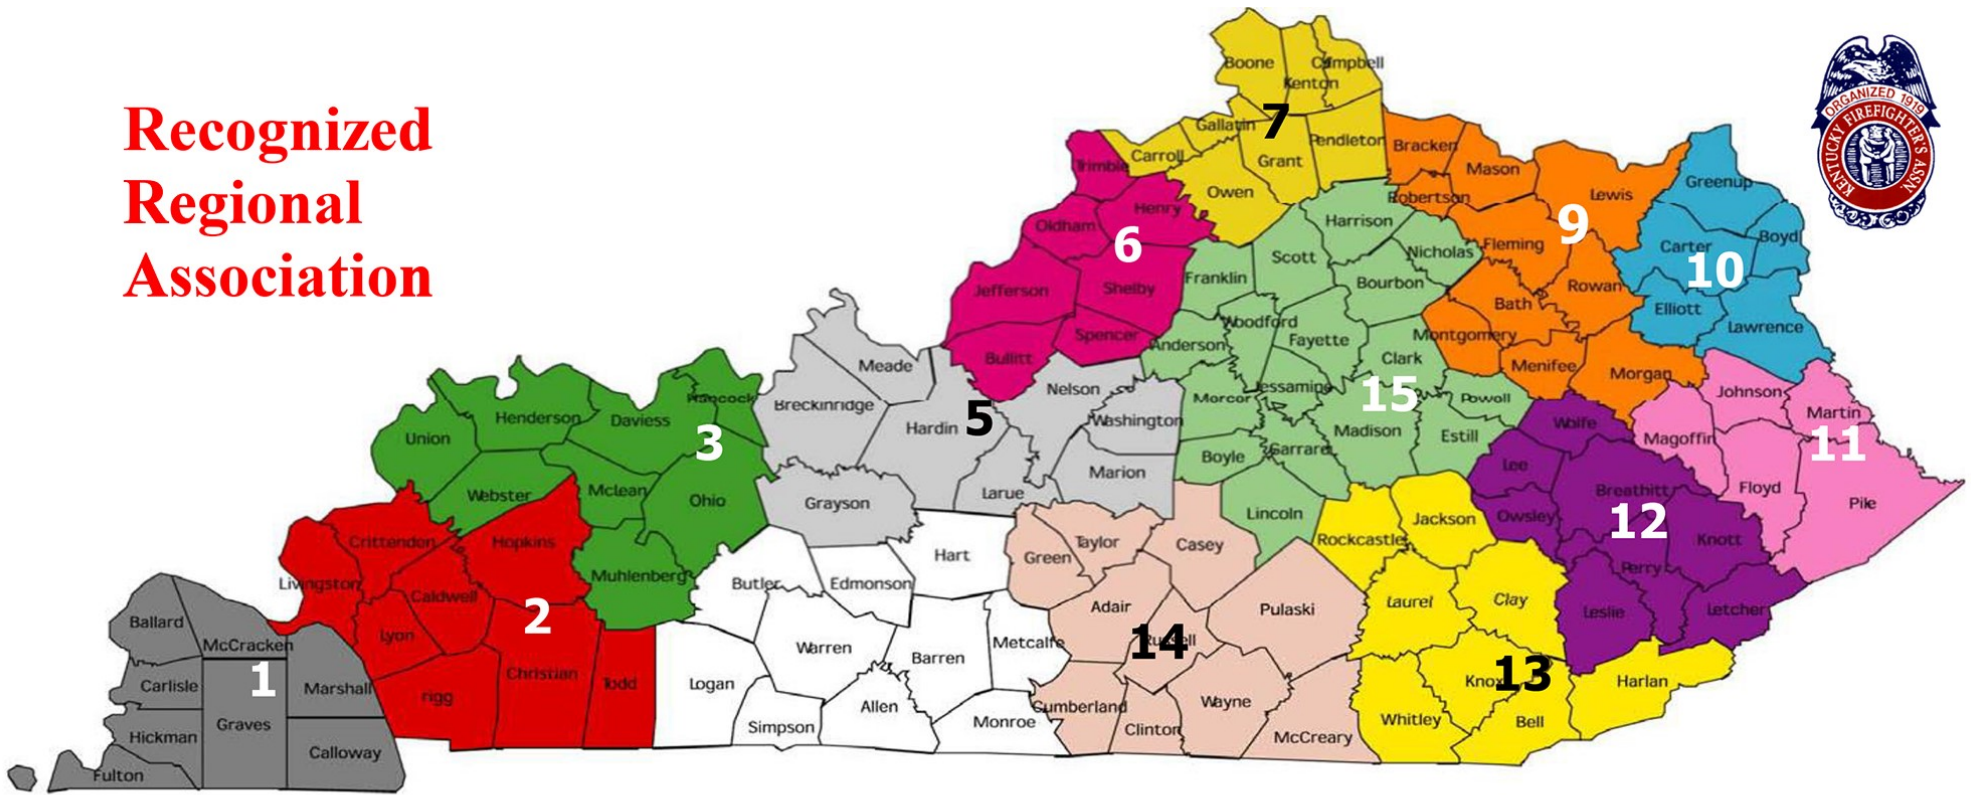 Recognized
Regional
Association
ORGANIZED 1919
KENTUCKY FIREFIGHTER'S ASSN.
Boone
Kenton
Campbell
7
Gallatin
Carroll
Grant
Pendleton
Owen
Bracken
Mason
Robertson
Lewis
9
Fleming
Rowan
Bath
Montgomery
Menifee
Morgan
Greenup
Carter
Boyd
10
Elliott
Lawrence
Trimble
Henry
Oldham
6
Jefferson
Shelby
Spencer
Bullitt
Harrison
Nicholas
Scott
Franklin
Bourbon
Woodford
Fayette
Anderson
Clark
Jessamine
15
Powell
Mercer
Madison
Estill
Boyle
Garrard
Lincoln
Johnson
Martin
11
Magoffin
Floyd
Pile
Wolfe
Lee
Breathitt
Owsley
12
Knott
Perry
Leslie
Letcher
Meade
Breckinridge
Hardin
5
Nelson
Washington
Marion
Larue
Grayson
Hancock
Henderson
Daviess
3
Union
Webster
Mclean
Ohio
Muhlenberg
Crittenden
Hopkins
Livingston
Caldwell
2
Lyon
Christian
Todd
rigg
Ballard
McCracken
1
Carlisle
Marshall
Graves
Hickman
Calloway
Fulton
Hart
Butler
Edmonson
Warren
Barren
Metcalfe
Logan
Allen
Simpson
Monroe
Green
Taylor
Casey
Adair
Russell
14
Pulaski
Cumberland
Clinton
Wayne
McCreary
Rockcastle
Jackson
Laurel
Clay
Knox
13
Harlan
Whitley
Bell